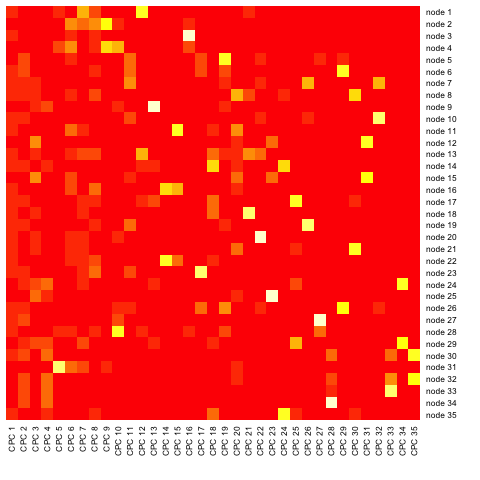 node 1
node 2
node 3
node 4
node 5
node 6
node 7
node 8
node 9
node 10
node 11
node 12
node 13
node 14
node 15
node 16
node 17
node 18
node 19
node 20
node 21
node 22
node 23
node 24
node 25
node 26
node 27
node 28
node 29
node 30
node 31
node 32
node 33
node 34
node 35
CPC 1
CPC 2
CPC 3
CPC 4
CPC 5
CPC 6
CPC 7
CPC 8
CPC 9
CPC 10
CPC 11
CPC 12
CPC 13
CPC 14
CPC 15
CPC 16
CPC 17
CPC 18
CPC 19
CPC 20
CPC 21
CPC 22
CPC 23
CPC 24
CPC 25
CPC 26
CPC 27
CPC 28
CPC 29
CPC 30
CPC 31
CPC 32
CPC 33
CPC 34
CPC 35